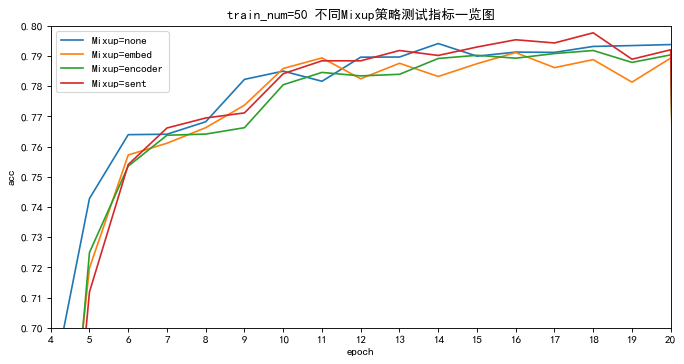 train_num=50 不同Mixup策略测试指标一览图
Mixup=none
Mixup=embed
Mixup=encoder
Mixup=sent
acc
0.80
0.79
0.78
0.77
0.76
0.75
0.74
0.73
0.72
0.71
0.70
4 5 6 7 8 9 10 11 12 13 14 15 16 17 18 19 20
epoch